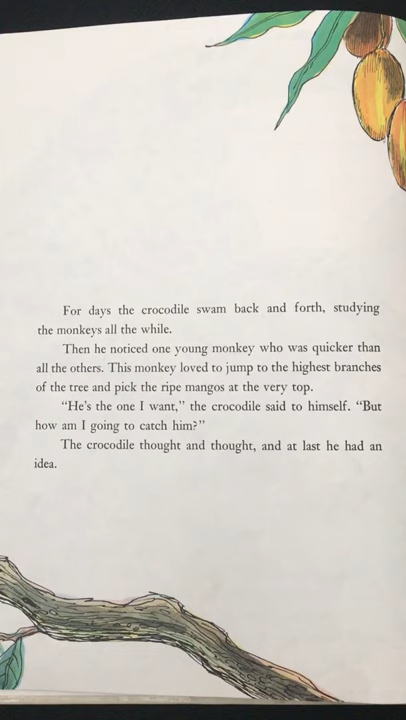 For days the crocodile swam back and forth, studying
the monkeys all the while.
Then he noticed one young monkey who was quicker than
all the others. This monkey loved to jump to the highest branches
of the tree and pick the ripe mangos at the very top.
“He’s the one I want,” the crocodile said to himself. “But
how am I going to catch him?”
The crocodile thought and thought, and at last he had an
idea.